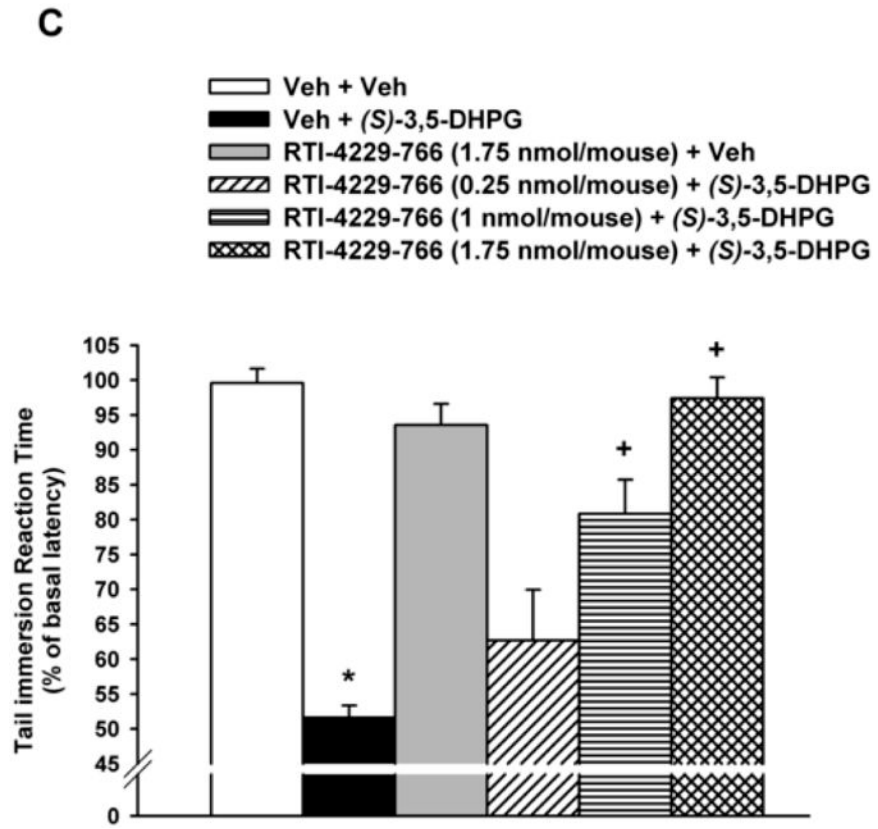 C
Veh + Veh
Veh + (S)-3,5-DHPG
RTI-4229-766 (1.75 nmol/mouse) + Veh
RTI-4229-766 (0.25 nmol/mouse) + (S)-3,5-DHPG
RTI-4229-766 (1 nmol/mouse) + (S)-3,5-DHPG
RTI-4229-766 (1.75 nmol/mouse) + (S)-3,5-DHPG
Tail immersion Reaction Time
(% of basal latency)
105
100
95
90
85
80
75
70
65
60
55
50
45
0
*
+
+